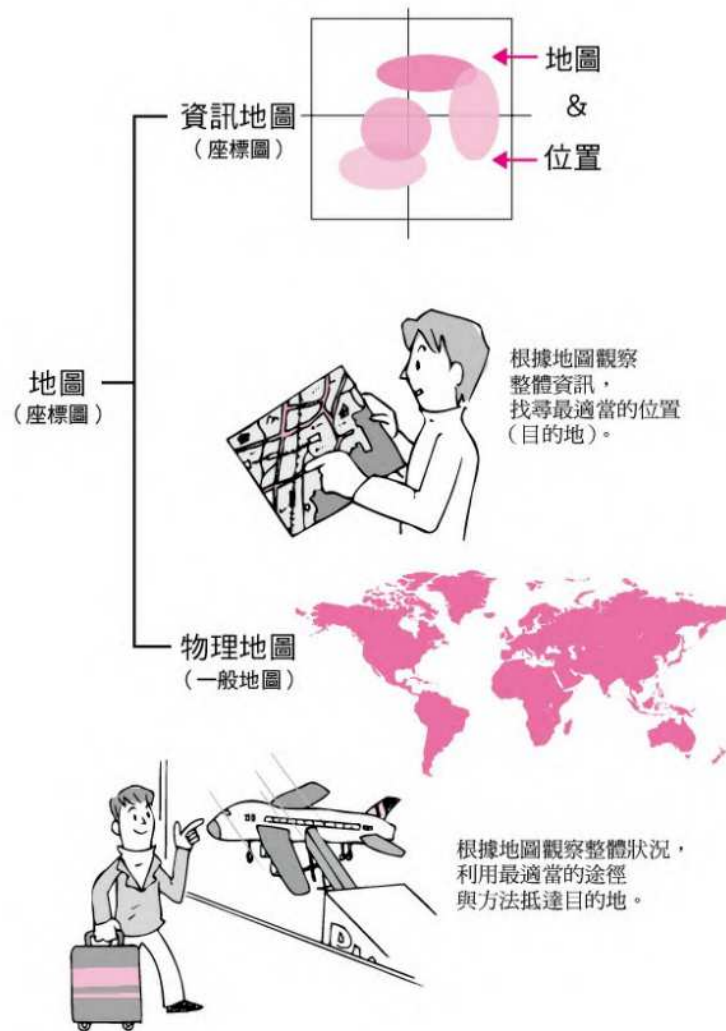 資訊地圖
（座標圖）
地圖
&
位置
地圖
（座標圖）
根據地圖觀察
整體資訊，
找尋最適當的位置
（目的地）。
物理地圖
（一般地圖）
根據地圖觀察整體狀況，
利用最適當的途徑
與方法抵達目的地。